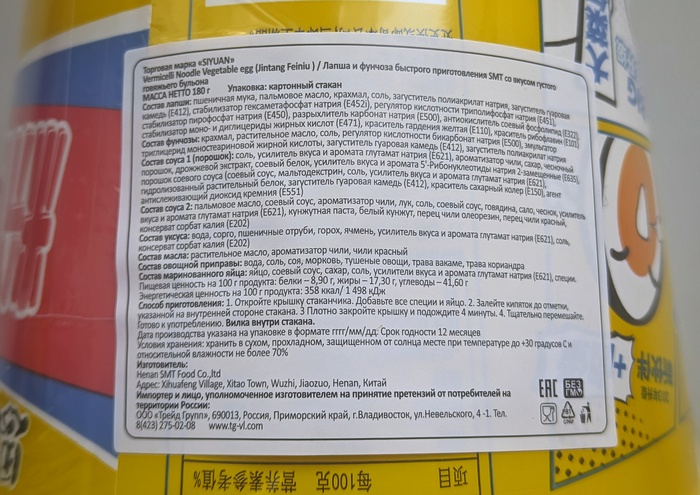 Торговая марка «SIYUAN»
Vermicelli Noodle Vegetable egg (Jintang Feiniu ) / Лапша и фунчоза быстрого приготовления SMT со вкусом густого
говяжьего бульона
МАССА НЕТТО 180 г Упаковка: картонный стакан
Состав лапши: пшеничная мука, пальмовое масло, крахмал, соль, загуститель полиакрилат натрия, загуститель гуаровая
камедь (E412), стабилизатор гексаметафосфат натрия (E452i), регулятор кислотности триполифосфат натрия (E451),
стабилизатор пирофосфат натрия (E450), разрыхлитель карбонат натрия (E500), антиокислитель соевый фосфолипид (E322),
стабилизатор моно- и диглицериды жирных кислот (E471), краситель гардения желтая (E110), краситель рибофлавин (E101)
Состав фунчозы: крахмал, растительное масло, соль, регулятор кислотности бикарбонат натрия (E500), эмульгатор
триглицерид моностеариновой жирной кислоты, загуститель гуаровая камедь (E412), загуститель полиакрилат натрия
Состав соуса 1 (порошок): соль, усилитель вкуса и аромата глутамат натрия (E621), ароматизатор чили, сахар, чесночный
порошок, дрожжевой экстракт, соевый белок, усилитель вкуса и аромата 5'-Рибонуклеотиды натрия 2-замещенные (E635),
порошок соевого соуса (соевый соус, мальтодекстрин, соль, усилитель вкуса и аромата глутамат натрия (E621),
гидролизованный растительный белок, загуститель гуаровая камедь (E412), краситель сахарный колер (E150), агент
антислеживающий диоксид кремния (E551)
Состав соуса 2: пальмовое масло, соевый соус, ароматизатор чили, лук, соль, соевый соус, говядина, сало, чеснок, усилитель
вкуса и аромата глутамат натрия (E621), кунжутная паста, белый кунжут, перец чили олеорезин, перец чили красный,
консервант сорбат калия (E202)
Состав уксуса: вода, сорго, пшеничные отруби, горох, ячмень, усилитель вкуса и аромата глутамат натрия (E621), соль,
консервант сорбат калия (E202)
Состав масла: растительное масло, ароматизатор чили, чили красный
Состав овощной приправы: вода, соль, соя, морковь, тушеные овощи, трава вакаме, трава кориандра
Состав маринованного яйца: яйцо, соевый соус, сахар, соль, усилители вкуса и аромата глутамат натрия (E621), специи.
Пищевая ценность на 100 г продукта: белки – 8,90 г, жиры – 17,30 г, углеводы – 41,60 г
Энергетическая ценность на 100 г продукта: 358 ккал/ 1 498 кДж
Способ приготовления: 1. Откройте крышку стаканчика. Добавьте все специи и яйцо. 2. Залейте кипяток до отметки,
указанной на внутренней стороне стакана. 3 Плотно закройте крышку и подождите 4 минуты. 4. Тщательно перемешайте.
Готово к употреблению. Вилка внутри стакана.
Дата производства указана на упаковке в формате гггг/мм/дд. Срок годности 12 месяцев
Условия хранения: хранить в сухом, прохладном, защищенном от солнца месте при температуре до +30 градусов С и
относительной влажности не более 70%
Изготовитель:
Henan SMT Food Co.,ltd
Адрес: Xihuafeng Village, Xitao Town, Wuzhi, Jiaozuo, Henan, Китай
Импортер и лицо, уполномоченное изготовителем на принятие претензий от потребителей на
территории России:
ООО «Трейд Групп», 690013, Россия, Приморский край, г.Владивосток, ул.Невельского, 4 -1. Тел.
8(423) 275-02-08 www.tg-vl.com
EAC БЕЗ ГМО
项目 每100克 营养素参考值%